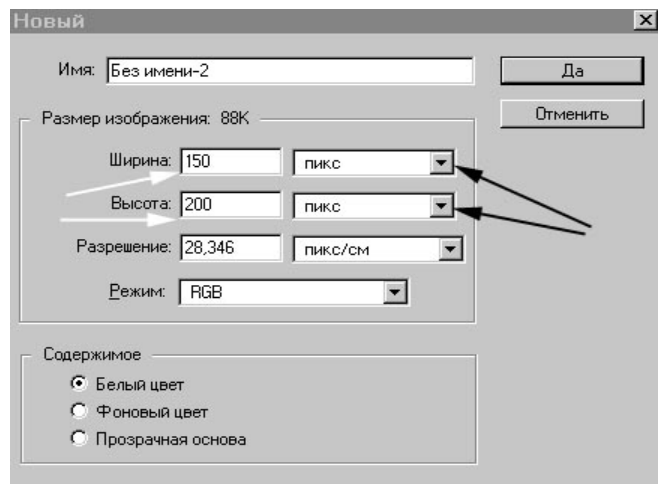 Новый
Имя: Без имени-2
Да
Размер изображения: 88K
Отменить
Ширина: 150 пикс
Высота: 200 пикс
Разрешение: 28,346 пикс/см
Режим: RGB
Содержимое
Белый цвет
Фоновый цвет
Прозрачная основа